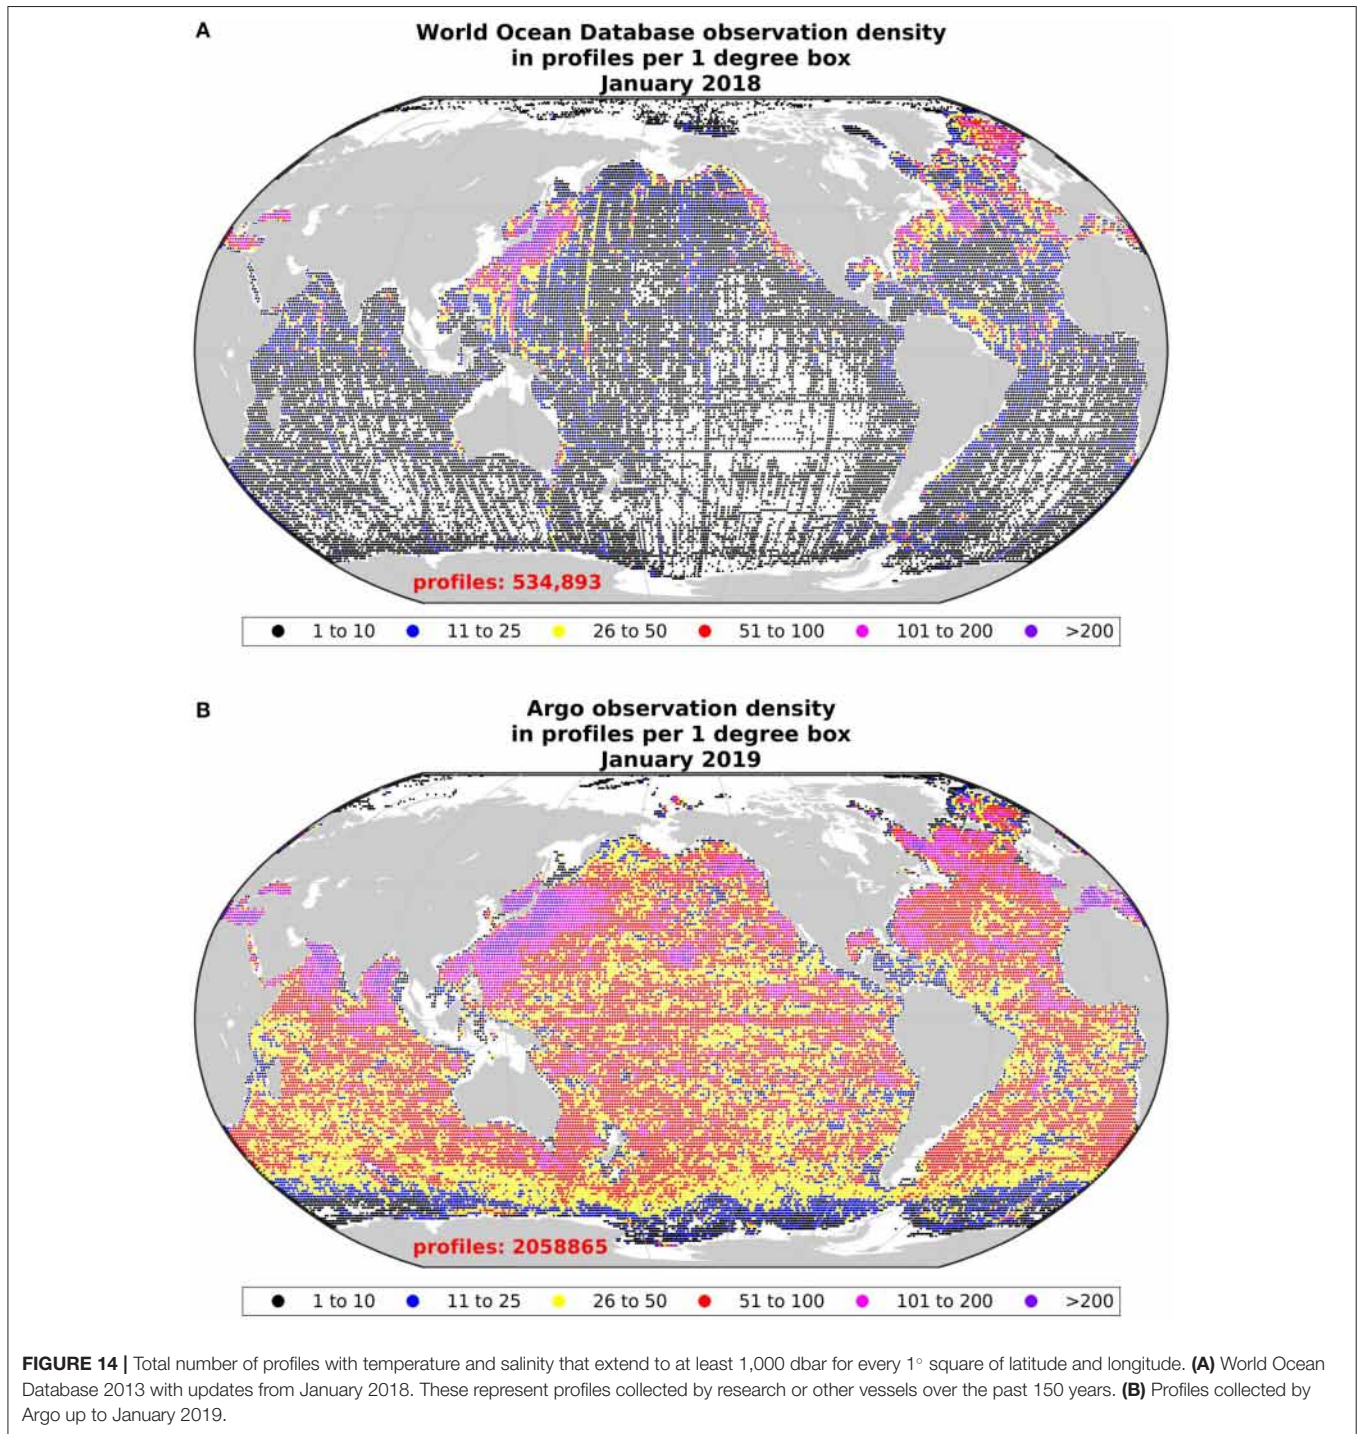 A
World Ocean Database observation density
in profiles per 1 degree box
January 2018
profiles: 534,893
1 to 10 11 to 25 26 to 50 51 to 100 101 to 200 >200
B
Argo observation density
in profiles per 1 degree box
January 2019
profiles: 2058865
1 to 10 11 to 25 26 to 50 51 to 100 101 to 200 >200
FIGURE 14 | Total number of profiles with temperature and salinity that extend to at least 1,000 dbar for every 1° square of latitude and longitude. (A) World Ocean
Database 2013 with updates from January 2018. These represent profiles collected by research or other vessels over the past 150 years. (B) Profiles collected by
Argo up to January 2019.